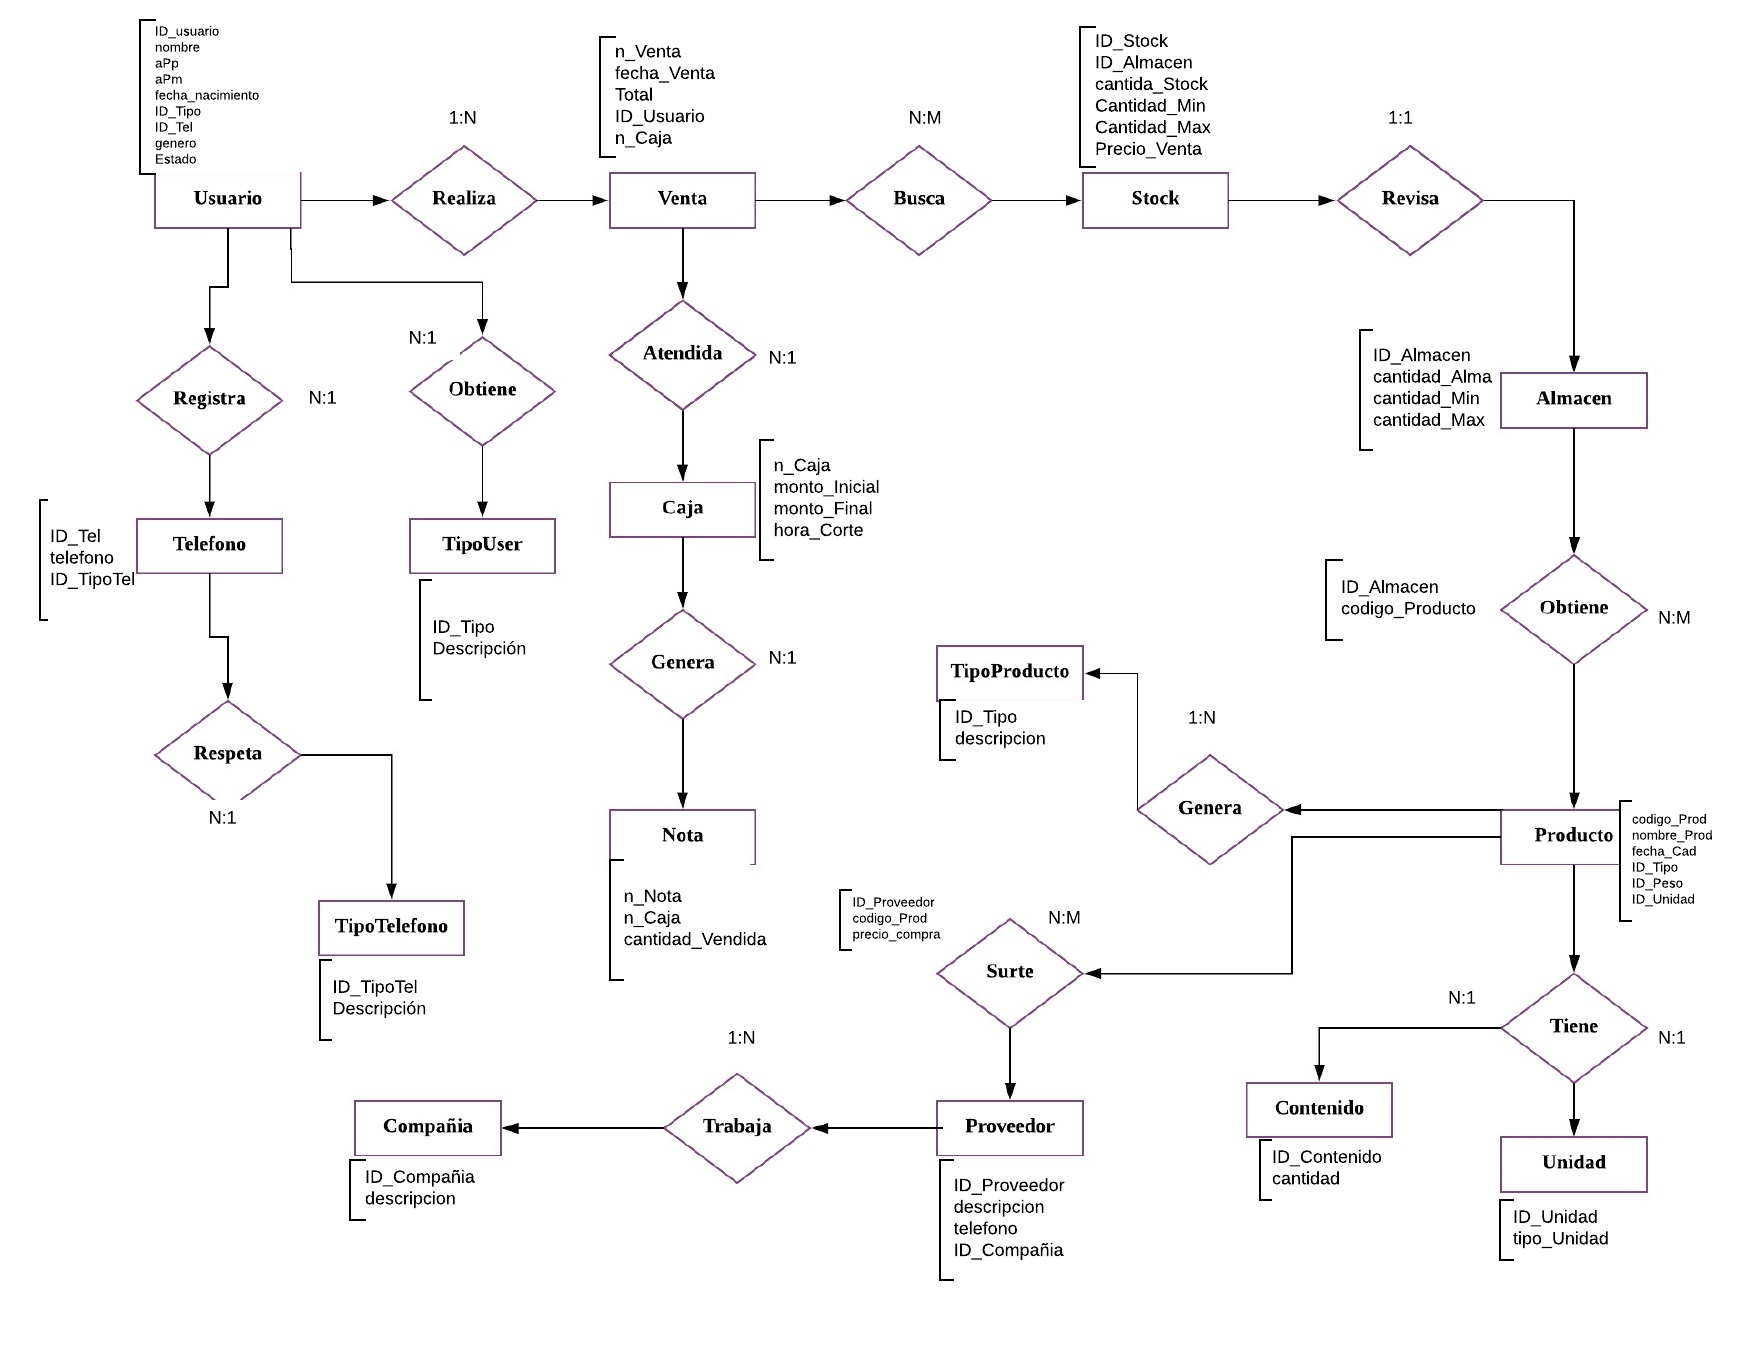 ID_usuario
nombre
aPp
aPm
fecha_nacimiento
ID_Tipo
ID_Tel
genero
Estado
Usuario
1:N
Realiza
n_Venta
fecha_Venta
Total
ID_Usuario
n_Caja
Venta
N:M
Busca
ID_Stock
ID_Almacen
cantida_Stock
Cantidad_Min
Cantidad_Max
Precio_Venta
Stock
1:1
Revisa
Registra
N:1
N:1
Obtiene
Atendida
N:1
ID_Almacen
cantidad_Alma
cantidad_Min
cantidad_Max
Almacen
ID_Tel
telefono
ID_TipoTel
Telefono
TipoUser
ID_Tipo
Descripción
Caja
n_Caja
monto_Inicial
monto_Final
hora_Corte
ID_Almacen
codigo_Producto
Obtiene
N:M
Genera
N:1
TipoProducto
ID_Tipo
descripcion
1:N
Genera
Respeta
N:1
Nota
n_Nota
n_Caja
cantidad_Vendida
Producto
codigo_Prod
nombre_Prod
fecha_Cad
ID_Tipo
ID_Peso
ID_Unidad
TipoTelefono
ID_TipoTel
Descripción
ID_Proveedor
codigo_Prod
precio_compra
N:M
Surte
N:1
Tiene
N:1
1:N
Compañia
Trabaja
Proveedor
Contenido
Unidad
ID_Compañia
descripcion
ID_Proveedor
descripcion
telefono
ID_Compañia
ID_Contenido
cantidad
ID_Unidad
tipo_Unidad